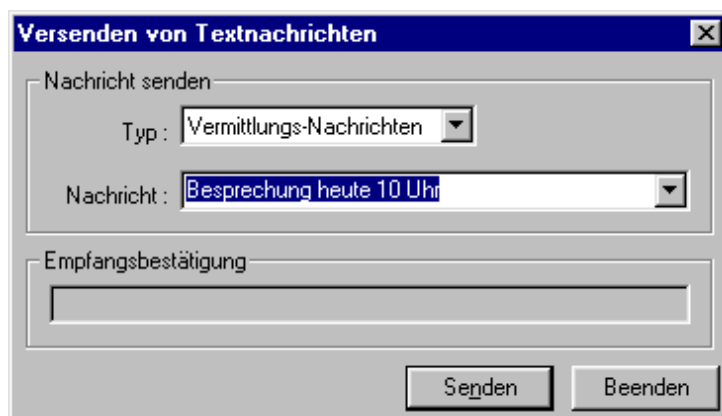 Versenden von Textnachrichten
Nachricht senden
Typ : Vermittlungs-Nachrichten
Nachricht : Besprechung heute 10 Uhr
Empfangsbestätigung
Senden Beenden